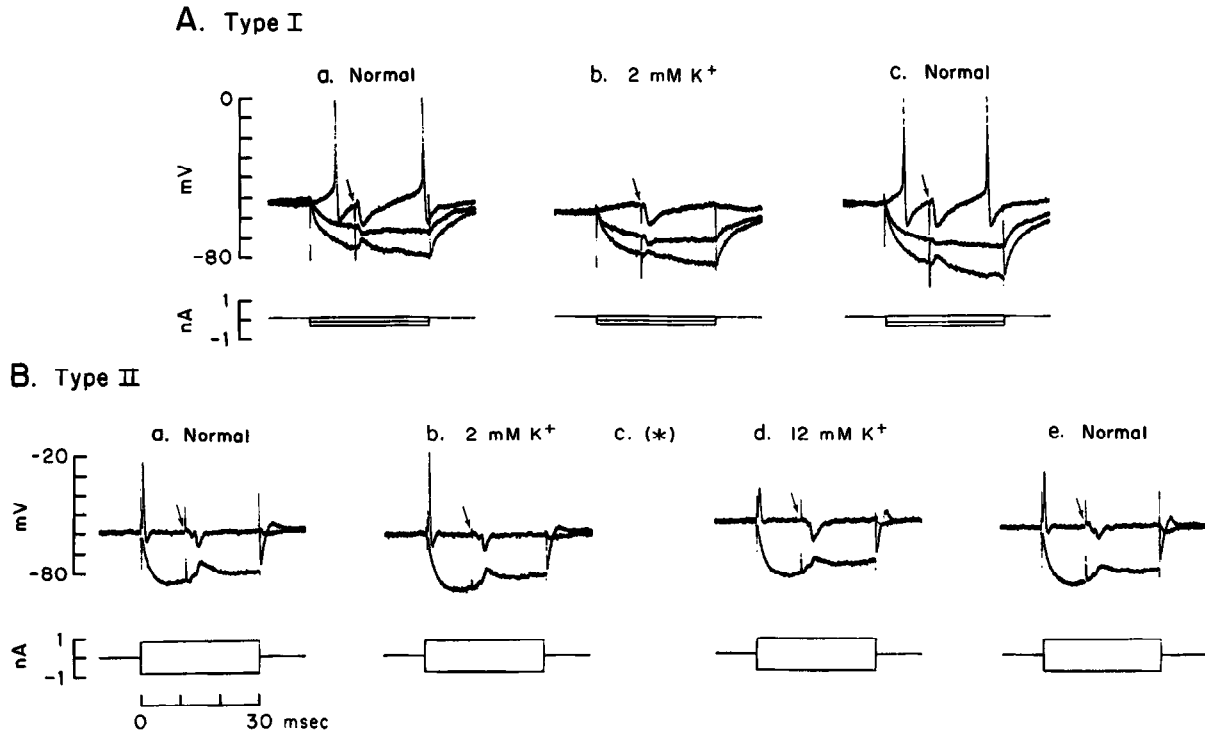 A. Type I
a. Normal
b. 2 mM K+
c. Normal
0
mV
-80
1
nA
-1
B. Type II
a. Normal
b. 2 mM K+
c. (*)
d. 12 mM K+
e. Normal
-20
mV
-80
1
nA
-1
0 30 msec